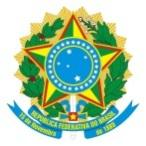 REPÚBLICA FEDERATIVA DO BRASIL
15 de Novembro de 1889